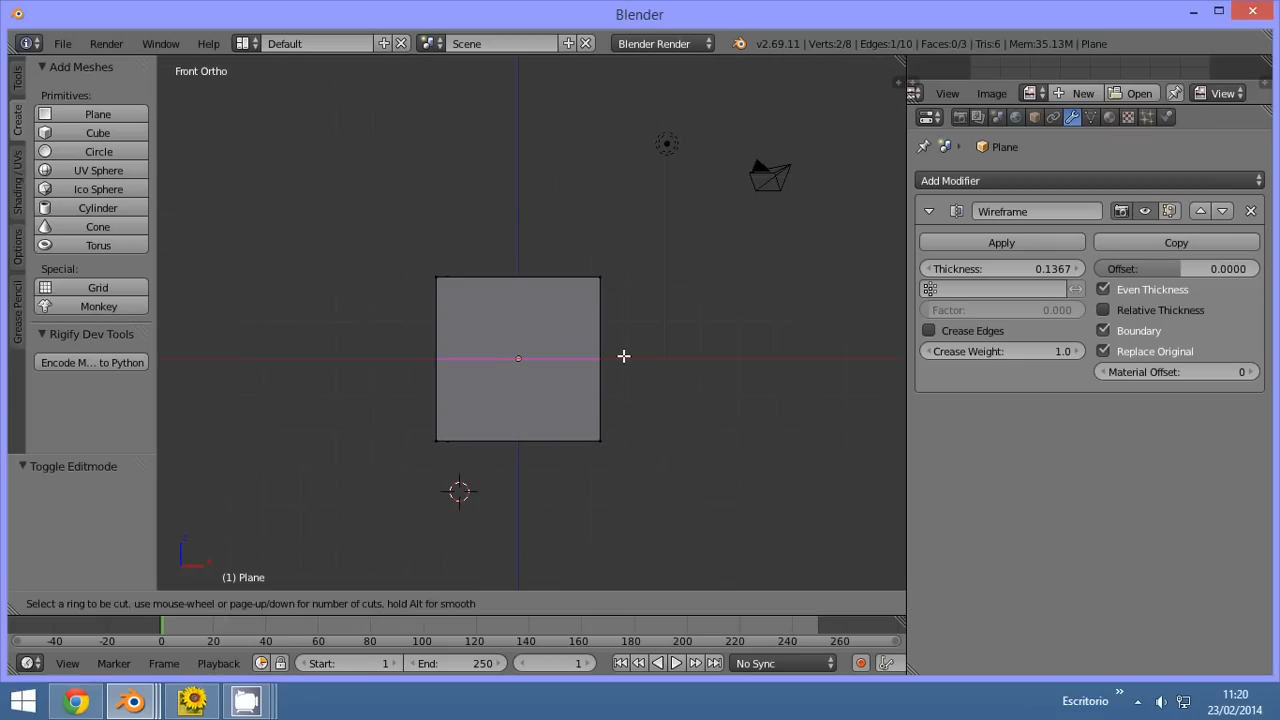 Blender
File Render Window Help Default Scene Blender Render v2.69.11 | Verts:2/8 | Edges:1/10 | Faces:0/3 | Tris:6 | Mem:35.13M | Plane
Add Meshes
Primitives:
Plane
Cube
Circle
UV Sphere
Ico Sphere
Cylinder
Cone
Torus
Special:
Grid
Monkey
Rigify Dev Tools
Encode M... to Python
Toggle Editmode
Tools
Create
Shading / UVs
Options
Grease Pencil
Front Ortho
z
x
(1) Plane
Select a ring to be cut, use mouse-wheel or page-up/down for number of cuts, hold Alt for smooth
View Image New Open View
Plane
Add Modifier
Wireframe
Apply Copy
Thickness: 0.1367 Offset: 0.0000
Even Thickness
Factor: 0.000 Relative Thickness
Crease Edges Boundary
Crease Weight: 1.0 Replace Original
Material Offset: 0
-40 -20 0 20 40 60 80 100 120 140 160 180 200 220 240 260
View Marker Frame Playback Start: 1 End: 250 1 No Sync
Escritorio » 11:20
23/02/2014